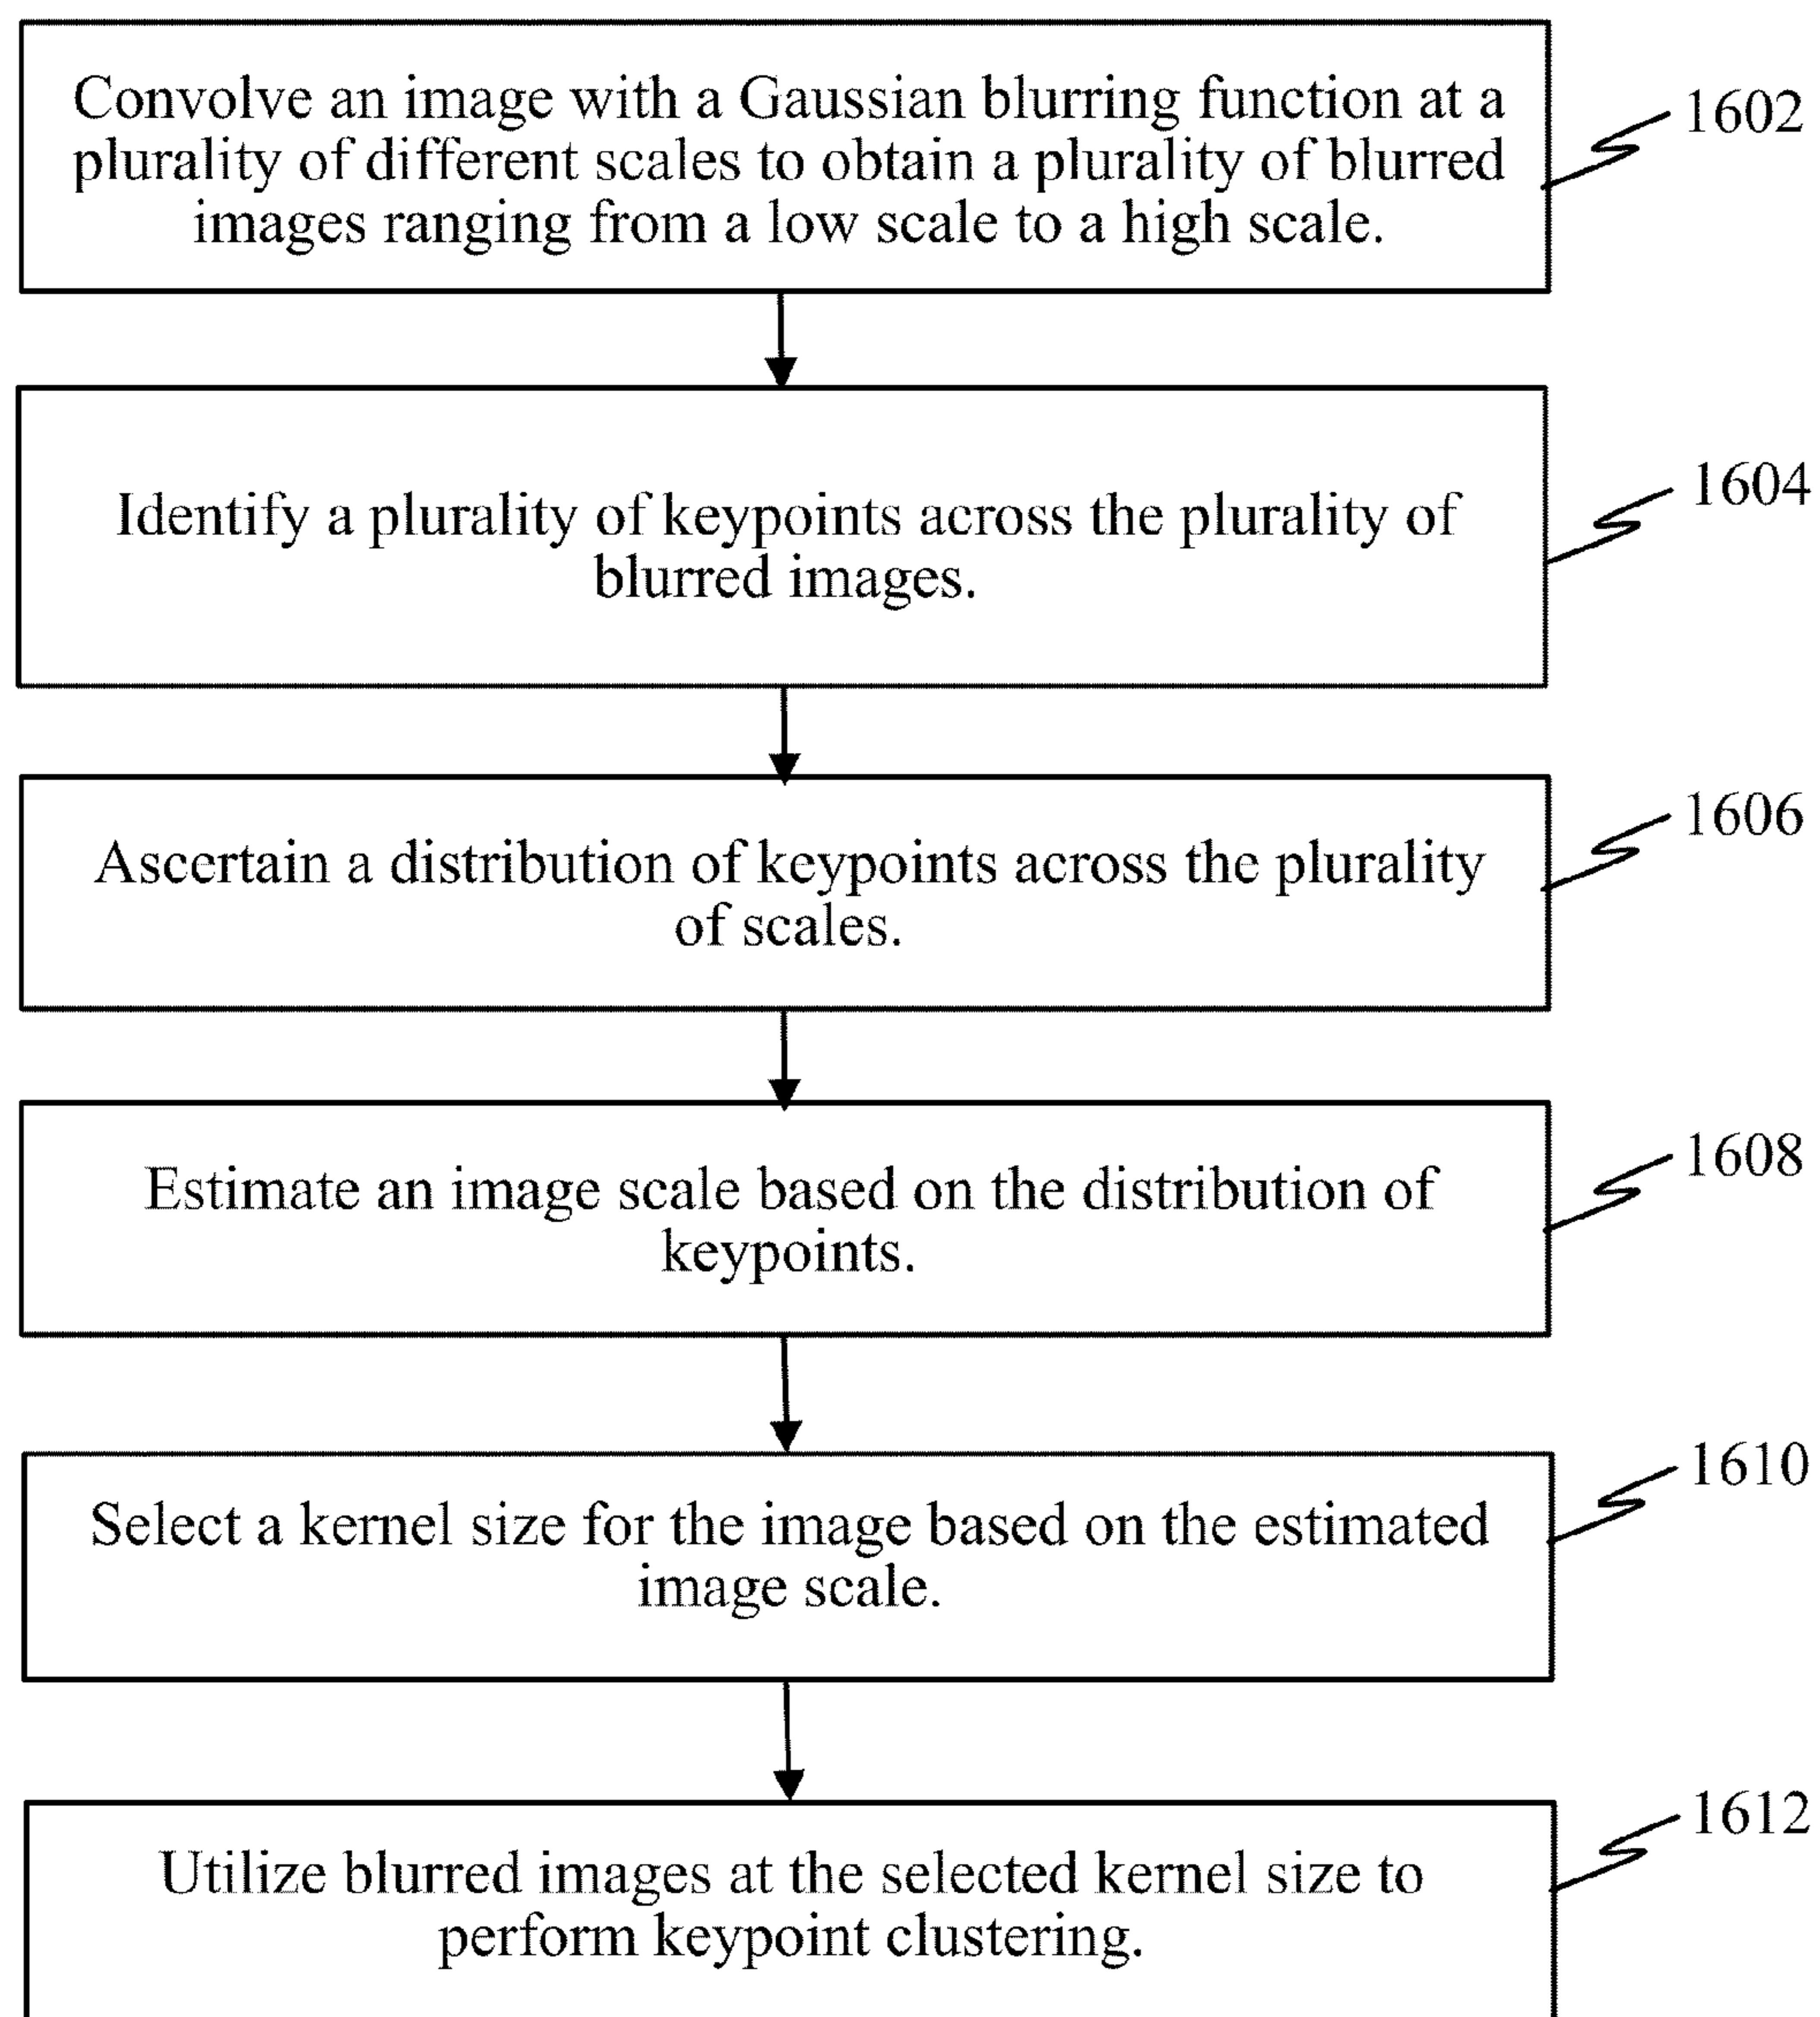 Convolve an image with a Gaussian blurring function at a
plurality of different scales to obtain a plurality of blurred
images ranging from a low scale to a high scale.
1602
Identify a plurality of keypoints across the plurality of
blurred images.
1604
Ascertain a distribution of keypoints across the plurality
of scales.
1606
Estimate an image scale based on the distribution of
keypoints.
1608
Select a kernel size for the image based on the estimated
image scale.
1610
Utilize blurred images at the selected kernel size to
perform keypoint clustering.
1612